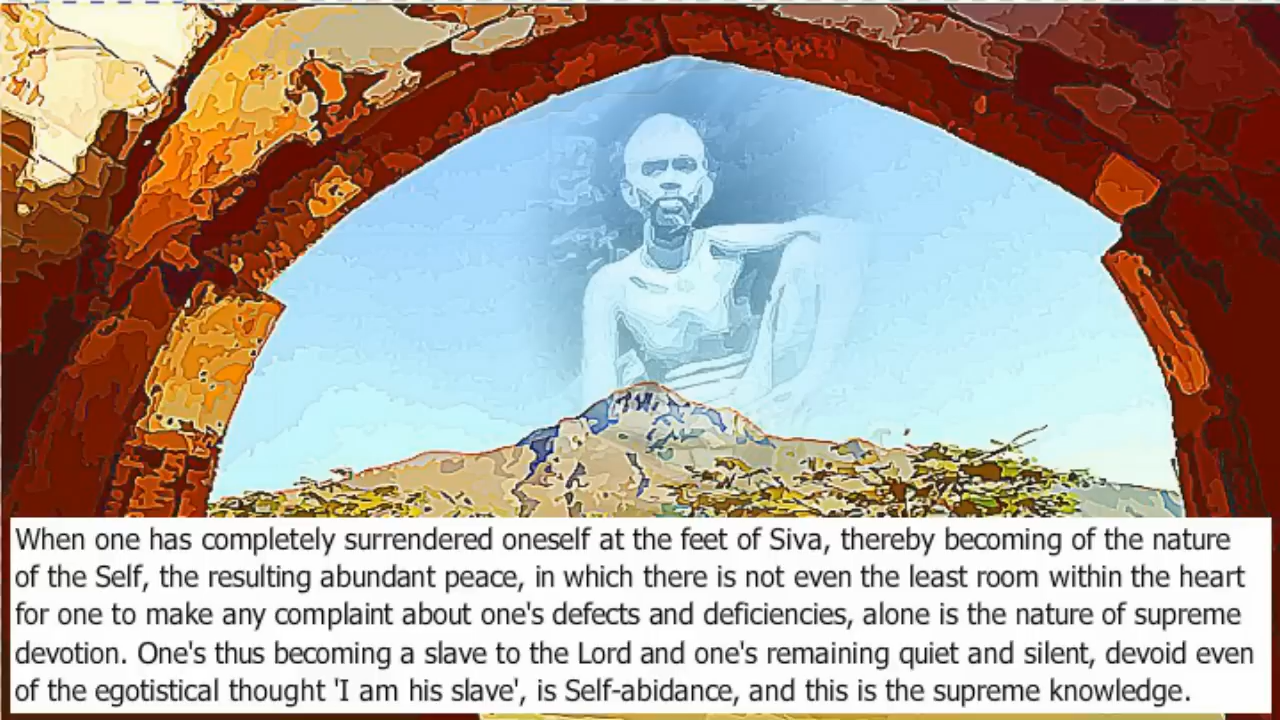 When one has completely surrendered oneself at the feet of Siva, thereby becoming of the nature
of the Self, the resulting abundant peace, in which there is not even the least room within the heart
for one to make any complaint about one's defects and deficiencies, alone is the nature of supreme
devotion. One's thus becoming a slave to the Lord and one's remaining quiet and silent, devoid even
of the egotistical thought 'I am his slave', is Self-abidance, and this is the supreme knowledge.